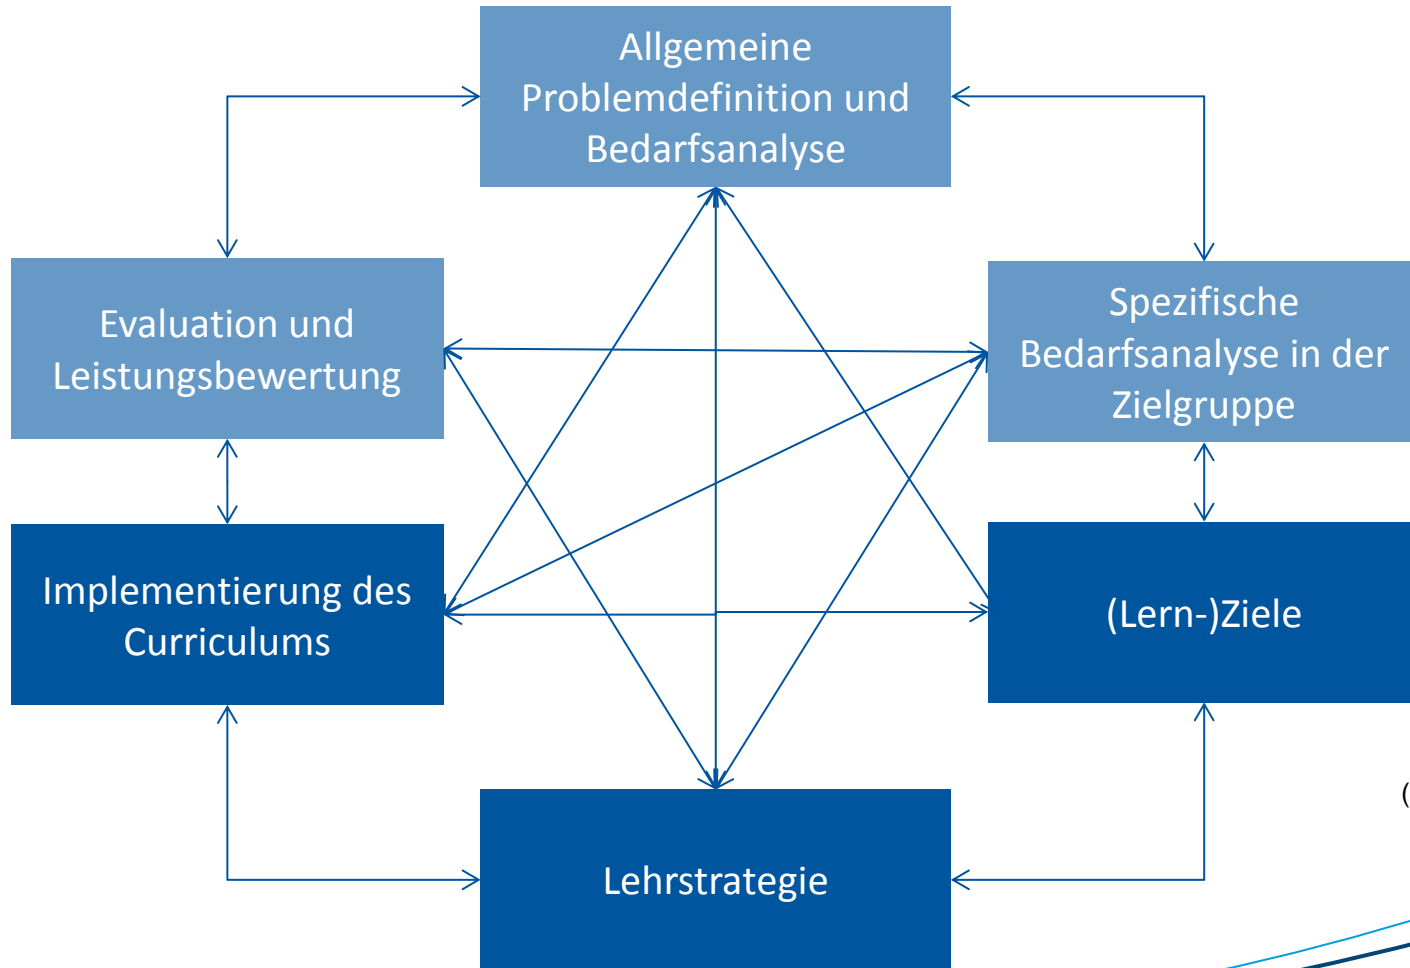 Allgemeine
Problemdefinition und
Bedarfsanalyse
Evaluation und
Leistungsbewertung
Spezifische
Bedarfsanalyse in der
Zielgruppe
Implementierung des
Curriculums
(Lern-)Ziele
(
Lehrstrategie